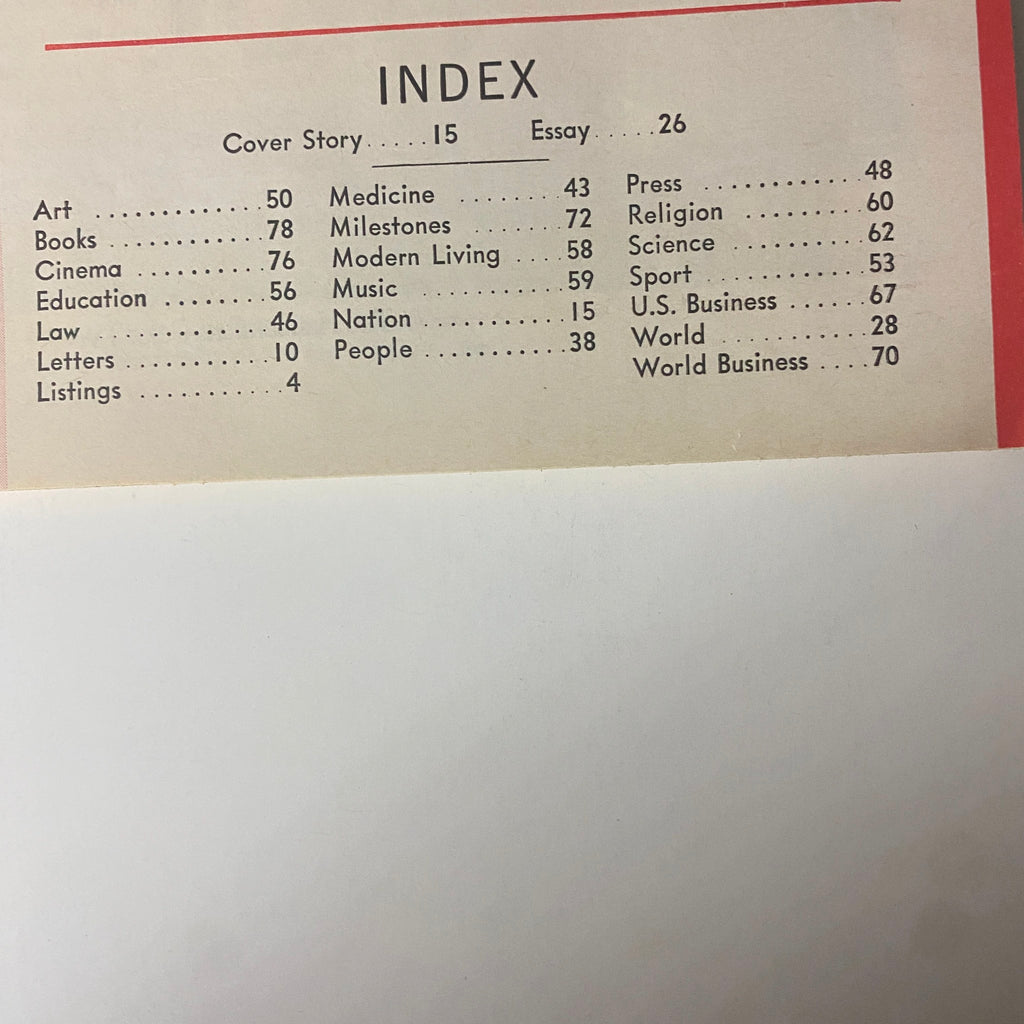 INDEX
Cover Story.....15 Essay.....26
Art .............50
Books ............78
Cinema ..........76
Education ........56
Law .............46
Letters ...........10
Listings ...........4
Medicine ........43
Milestones .......72
Modern Living ....58
Music ...........59
Nation ...........15
People ...........38
Press ............48
Religion .........60
Science ..........62
Sport ............53
U.S. Business ......67
World ...........28
World Business ....70